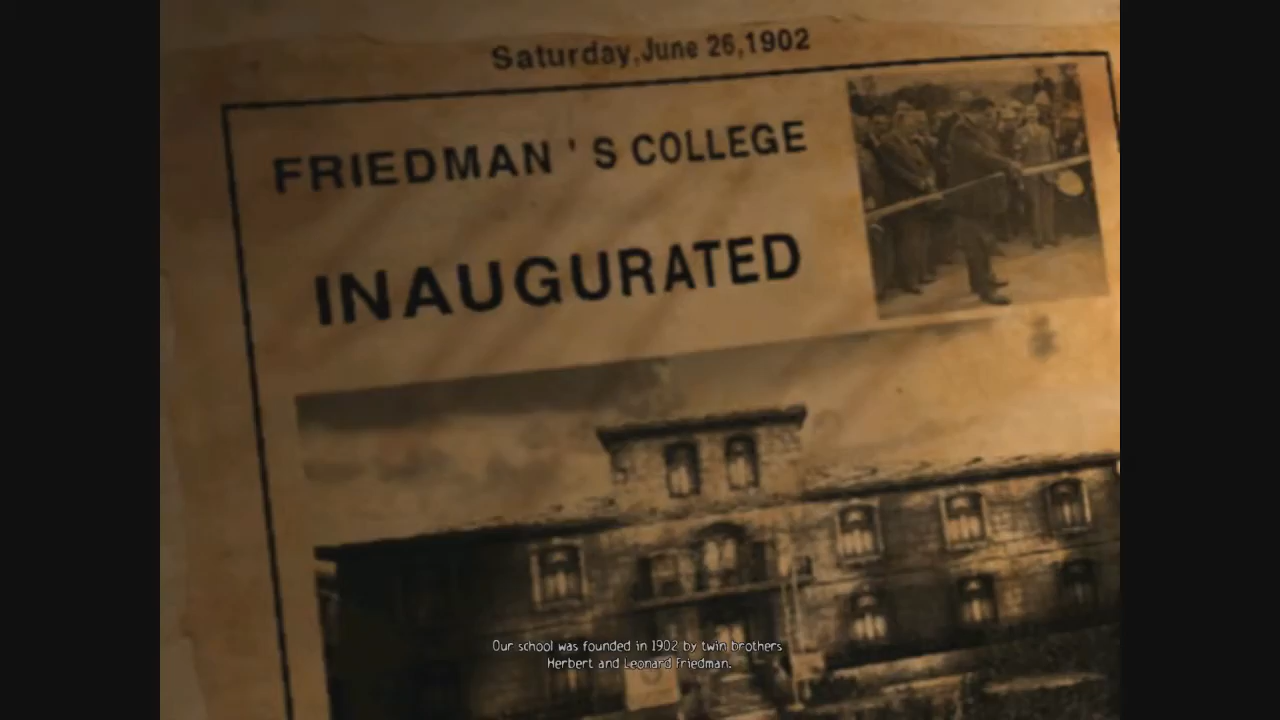 Saturday,June 26,1902
FRIEDMAN ' S COLLEGE
INAUGURATED
Our school was founded in 1902 by twin brothers
Herbert and Leonard Friedman.